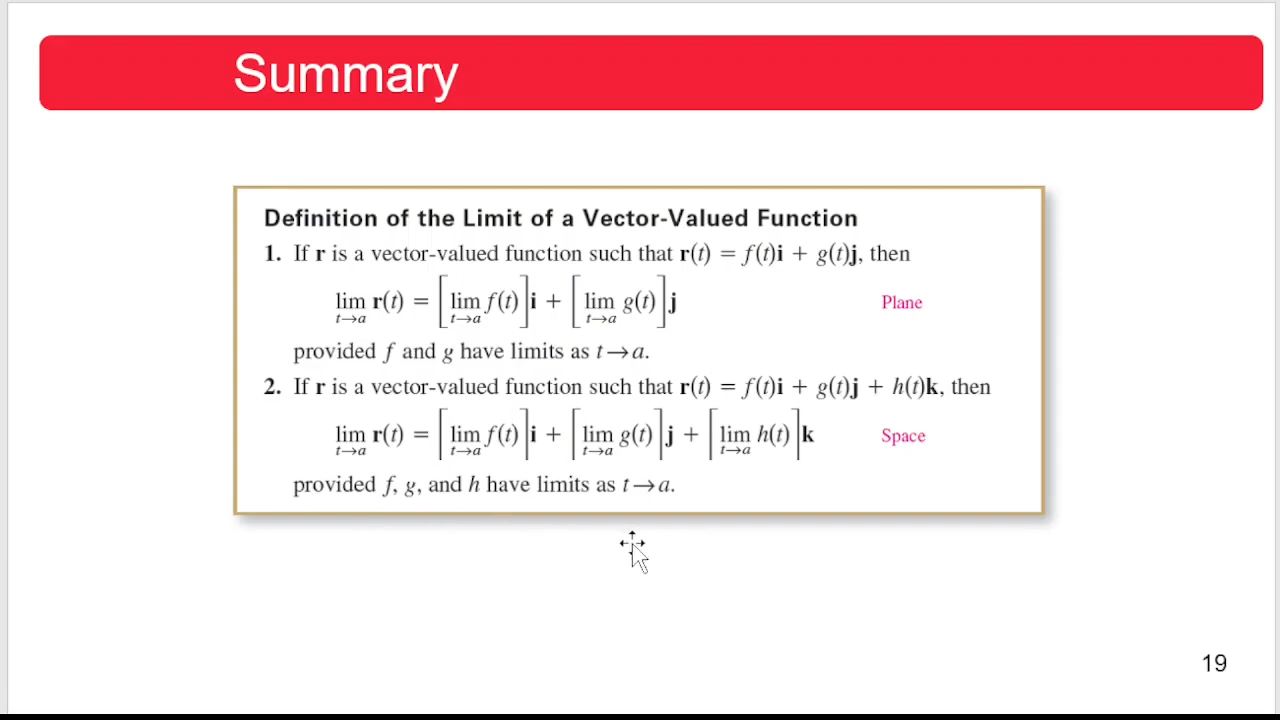 Summary
Definition of the Limit of a Vector-Valued Function
1. If r is a vector-valued function such that r(t) = f(t)i + g(t)j, then
lim t→a r(t) = [lim t→a f(t)]i + [lim t→a g(t)]j Plane
provided f and g have limits as t→a.
2. If r is a vector-valued function such that r(t) = f(t)i + g(t)j + h(t)k, then
lim t→a r(t) = [lim t→a f(t)]i + [lim t→a g(t)]j + [lim t→a h(t)]k Space
provided f, g, and h have limits as t→a.
19